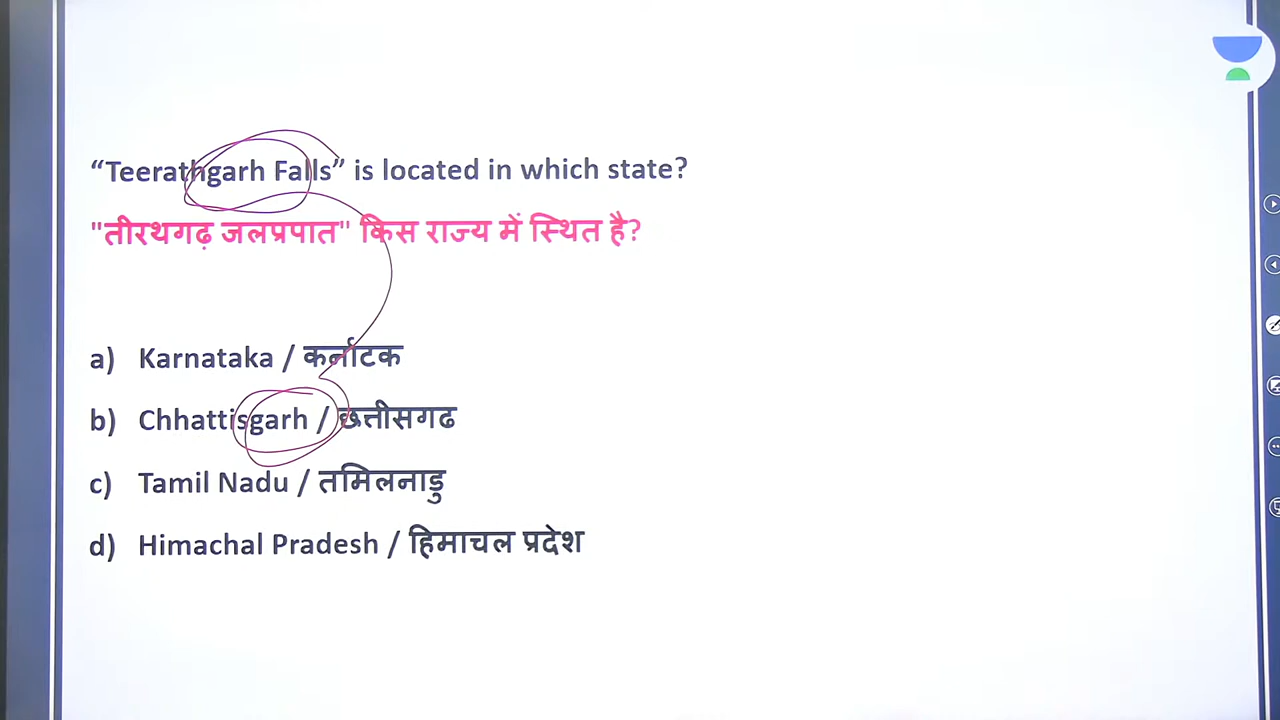 “Teerathgarh Falls” is located in which state?
"तीरथगढ़ जलप्रपात" किस राज्य में स्थित है?
a) Karnataka / कर्नाटक
b) Chhattisgarh / छत्तीसगढ
c) Tamil Nadu / तमिलनाडु
d) Himachal Pradesh / हिमाचल प्रदेश